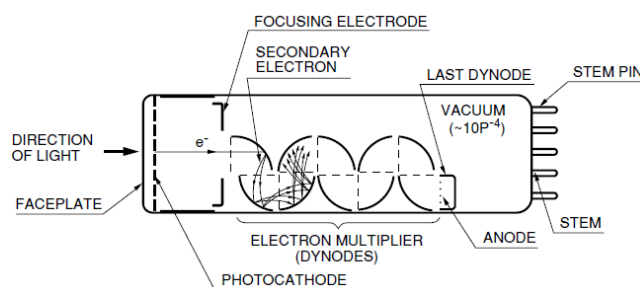 FOCUSING ELECTRODE
SECONDARY
ELECTRON
LAST DYNODE
STEM PIN
VACUUM
(~10P⁻⁴)
DIRECTION
OF LIGHT
e⁻
FACEPLATE
STEM
ELECTRON MULTIPLIER
(DYNODES)
ANODE
PHOTOCATHODE